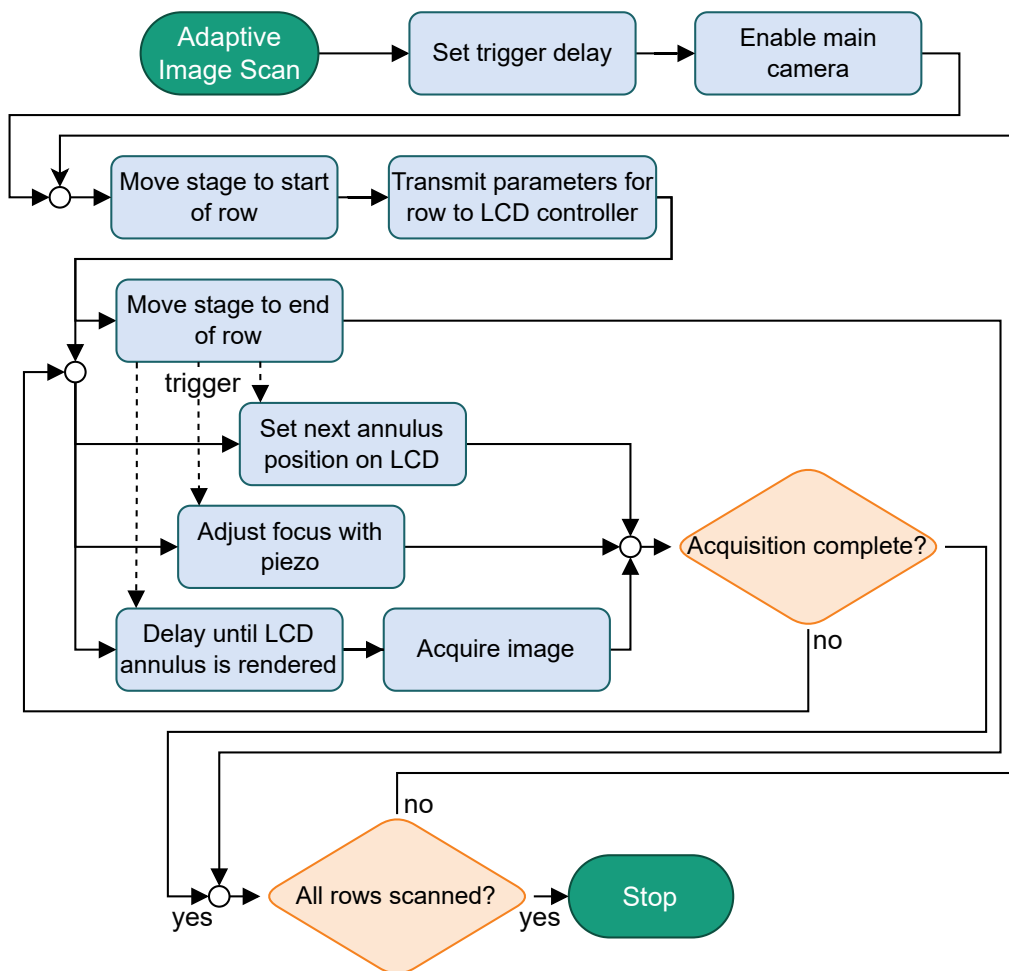 Adaptive
Image Scan
Set trigger delay
Enable main
camera
Move stage to start
of row
Transmit parameters for
row to LCD controller
Move stage to end
of row
trigger
Set next annulus
position on LCD
Adjust focus with
piezo
Acquisition complete?
Delay until LCD
annulus is rendered
Acquire image
no
no
All rows scanned?
Stop
yes
yes